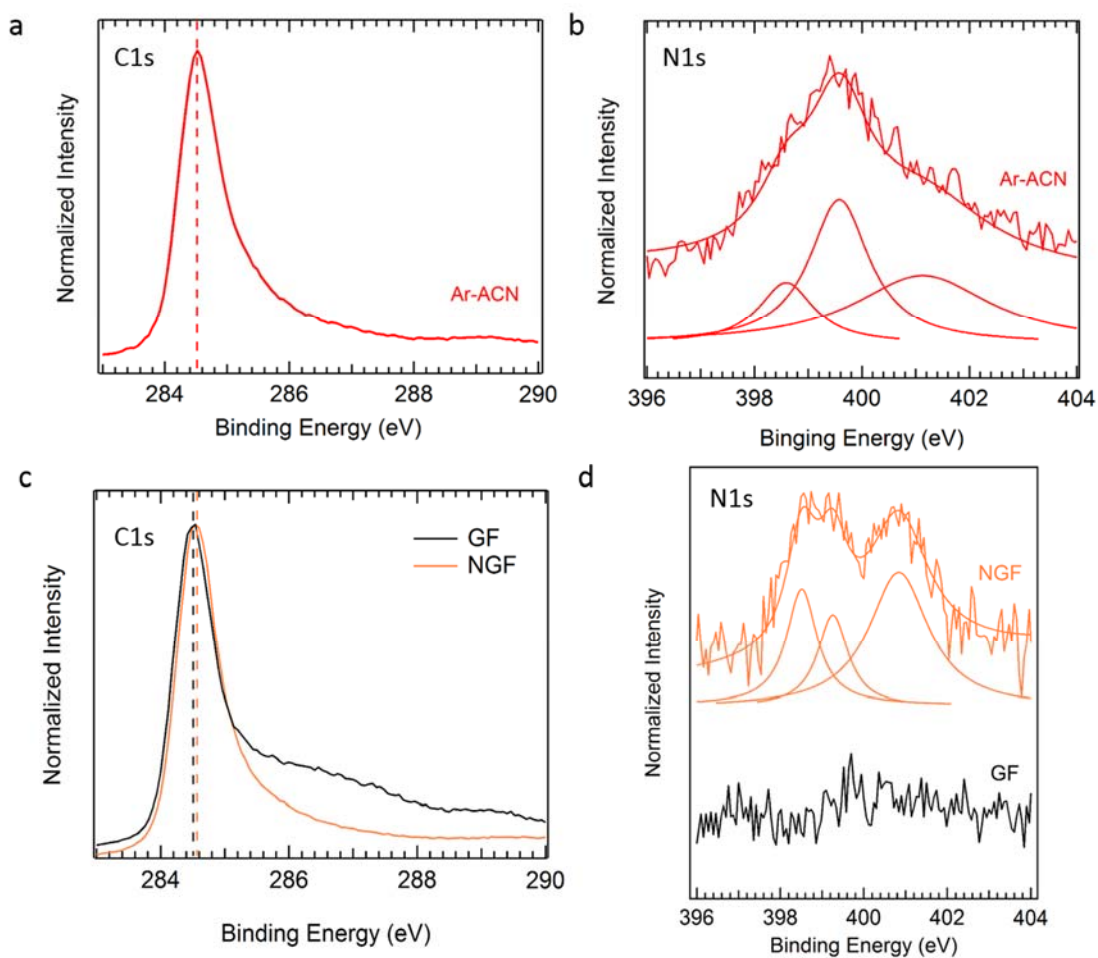 a
C1s
Normalized Intensity
Ar-ACN
284
286
288
290
Binding Energy (eV)
b
N1s
Normalized Intensity
Ar-ACN
396
398
400
402
404
Binging Energy (eV)
c
C1s
GF
NGF
Normalized Intensity
284
286
288
290
Binding Energy (eV)
d
N1s
NGF
Normalized Intensity
GF
396
398
400
402
404
Binding Energy (eV)